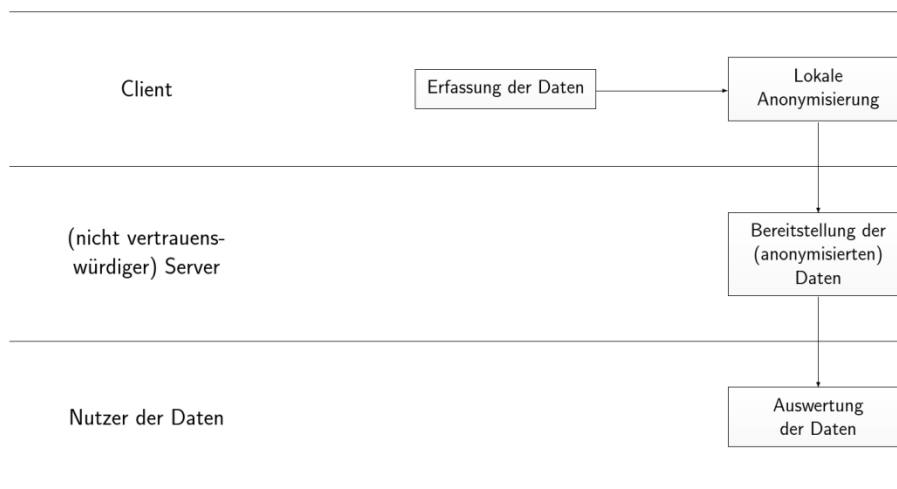 Client
Erfassung der Daten
Lokale
Anonymisierung
(nicht vertrauens-
würdiger) Server
Bereitstellung der
(anonymisierten)
Daten
Nutzer der Daten
Auswertung
der Daten